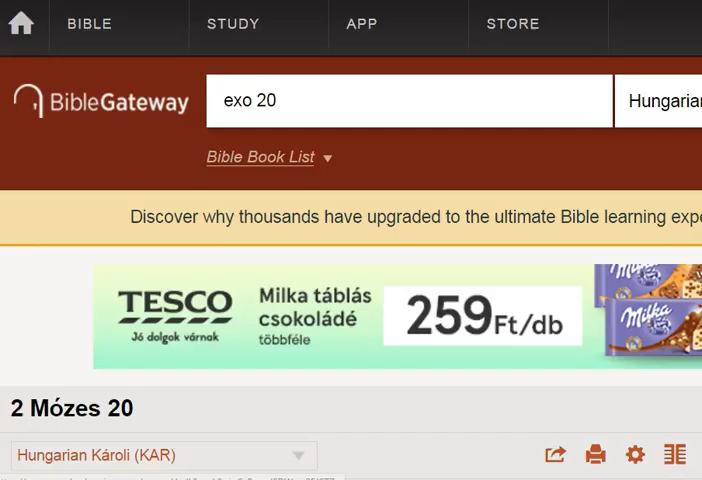 BIBLE STUDY APP STORE
BibleGateway
exo 20
Hungarian
Bible Book List
Discover why thousands have upgraded to the ultimate Bible learning
TESCO
Jó dolgok várnak
Milka táblás
csokoládé
többféle
259Ft/db
Milka
Milka
2 Mózes 20
Hungarian Károli (KAR)